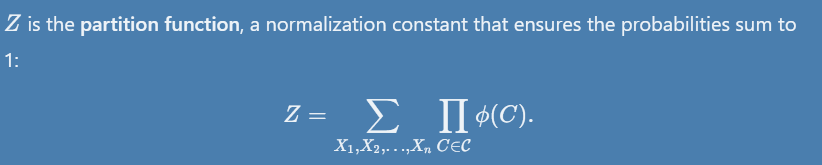 Z is the partition function, a normalization constant that ensures the probabilities sum to
1:
Z = ∑_{X₁,X₂,…,Xₙ} ∏_{C∈𝒞} ϕ(C).